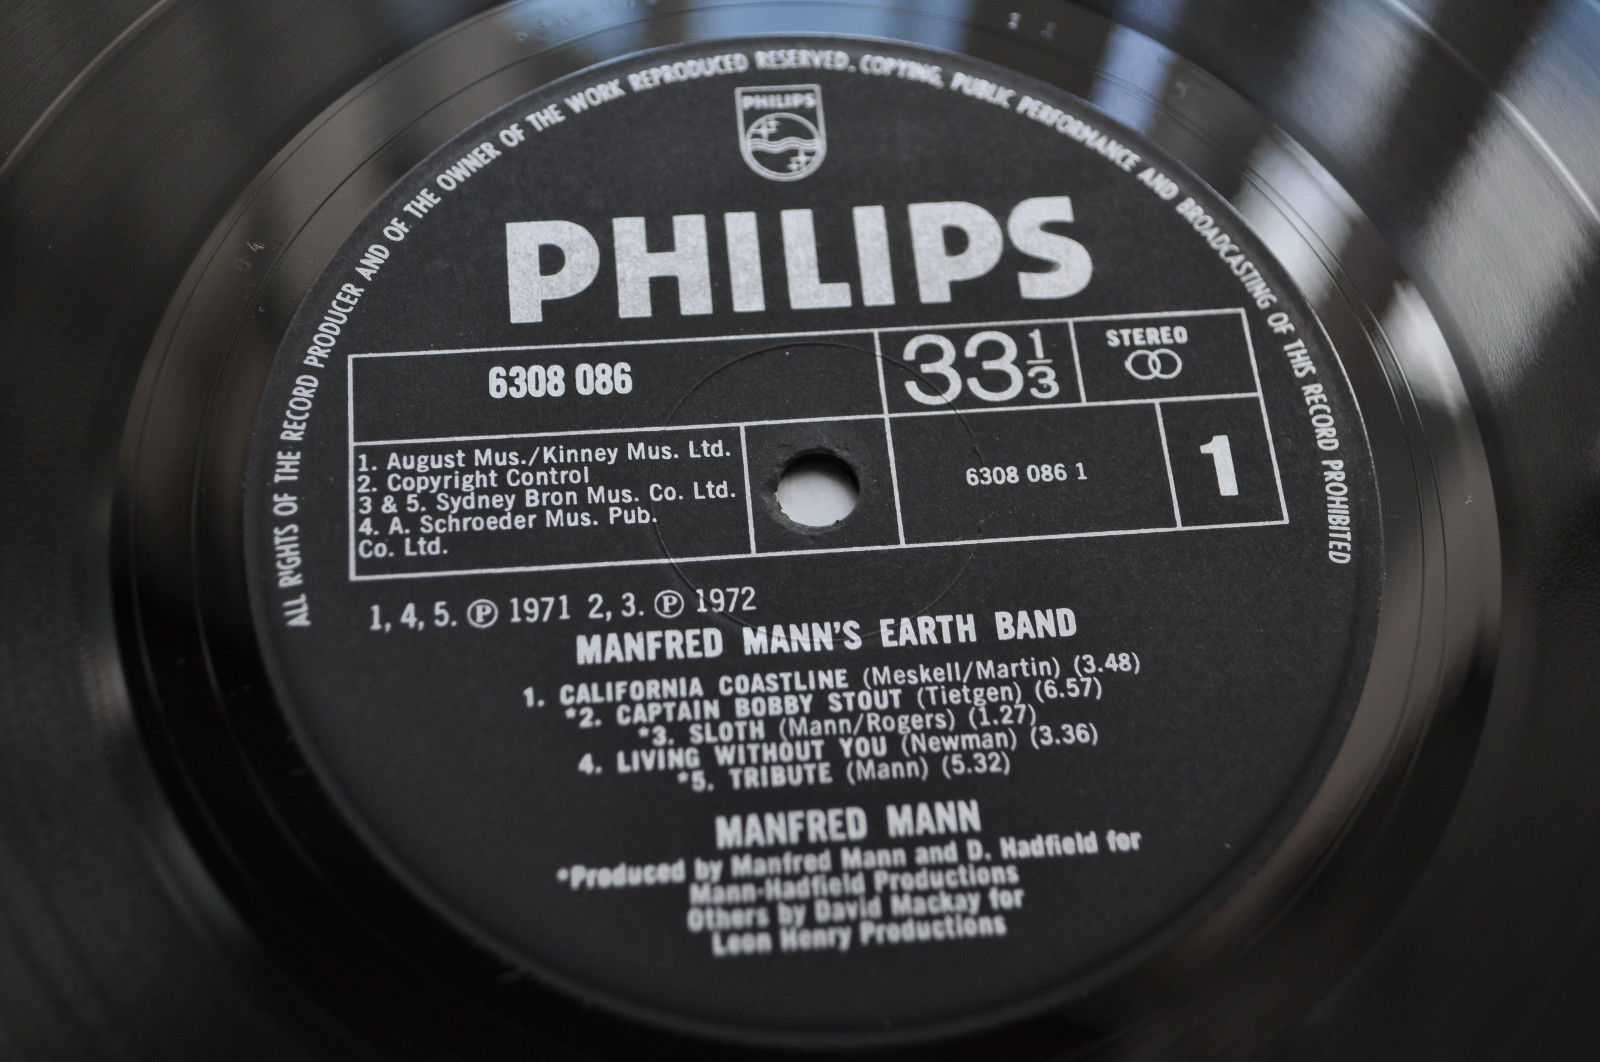 ALL RIGHTS OF THE RECORD PRODUCER AND OF THE OWNER OF THE WORK REPRODUCED RESERVED. COPYING, PUBLIC PERFORMANCE AND BROADCASTING OF THIS RECORD PROHIBITED
PHILIPS
PHILIPS
6308 086
33 1/3
STEREO
1. August Mus./Kinney Mus. Ltd.
2. Copyright Control
3 & 5. Sydney Bron Mus. Co. Ltd.
4. A. Schroeder Mus. Pub.
Co. Ltd.
6308 086 1
1
1, 4, 5. ℗ 1971 2, 3. ℗ 1972
MANFRED MANN'S EARTH BAND
1. CALIFORNIA COASTLINE (Meskell/Martin) (3.48)
*2. CAPTAIN BOBBY STOUT (Tietgen) (6.57)
*3. SLOTH (Mann/Rogers) (1.27)
4. LIVING WITHOUT YOU (Newman) (3.36)
*5. TRIBUTE (Mann) (5.32)
MANFRED MANN
*Produced by Manfred Mann and D. Hadfield for
Mann-Hadfield Productions
Others by David Mackay for
Leon Henry Productions